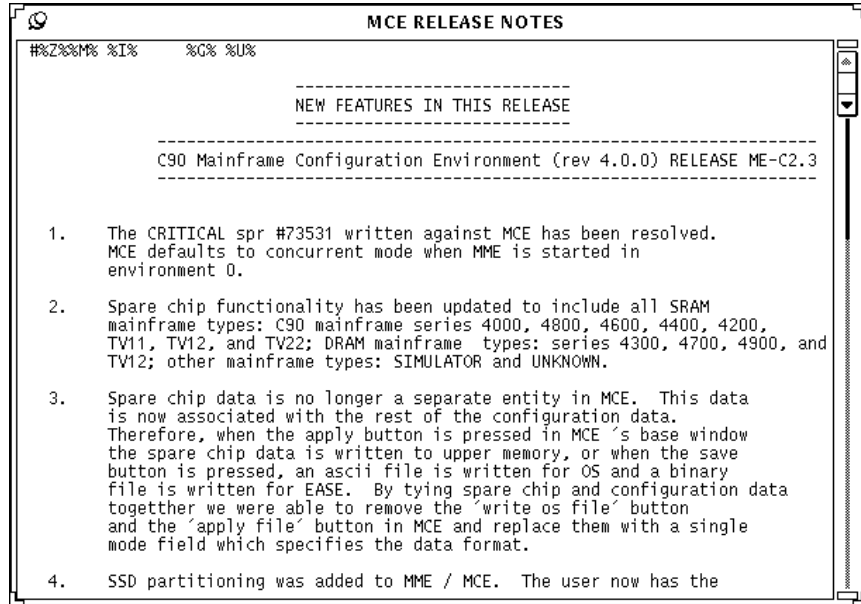 MCE RELEASE NOTES
#%Z%%M% %I% %G% %U%
----------------------------
NEW FEATURES IN THIS RELEASE
----------------------------
-------------------------------------------------------------------
C90 Mainframe Configuration Environment (rev 4.0.0) RELEASE ME-C2.3
-------------------------------------------------------------------
1. The CRITICAL spr #73531 written against MCE has been resolved.
MCE defaults to concurrent mode when MME is started in
environment 0.
2. Spare chip functionality has been updated to include all SRAM
mainframe types: C90 mainframe series 4000, 4800, 4600, 4400, 4200,
TV11, TV12, and TV22; DRAM mainframe types: series 4300, 4700, 4900, and
TV12; other mainframe types: SIMULATOR and UNKNOWN.
3. Spare chip data is no longer a separate entity in MCE. This data
is now associated with the rest of the configuration data.
Therefore, when the apply button is pressed in MCE ´s base window
the spare chip data is written to upper memory, or when the save
button is pressed, an ascii file is written for OS and a binary
file is written for EASE. By tying spare chip and configuration data
togetther we were able to remove the ´write os file´ button
and the ´apply file´ button in MCE and replace them with a single
mode field which specifies the data format.
4. SSD partitioning was added to MME / MCE. The user now has the